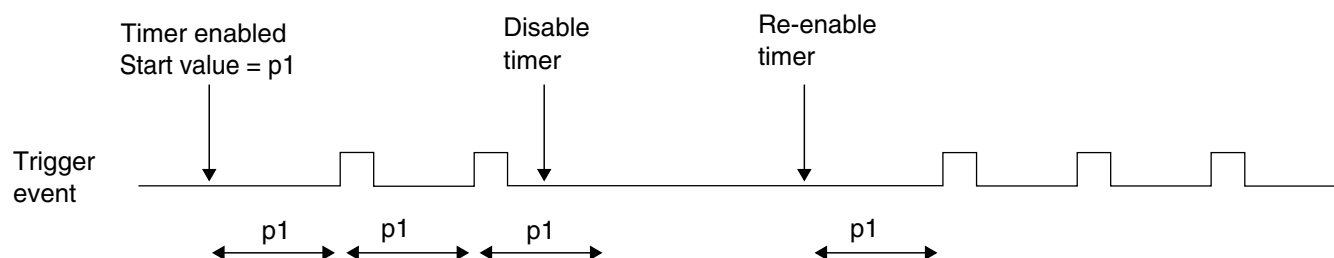 Timer enabled
Start value = p1
Disable
timer
Re-enable
timer
Trigger
event
p1
p1
p1
p1